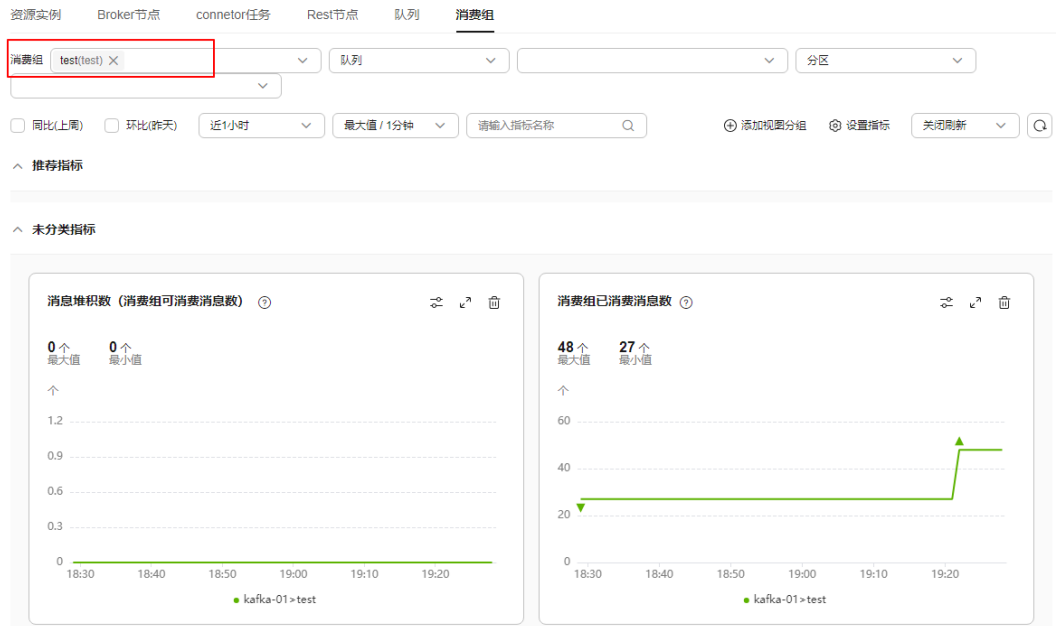 资源实例 Broker节点 connetor任务 Rest节点 队列 消费组
消费组 test(test) 队列 分区
同比(上周) 环比(昨天) 近1小时 最大值 / 1分钟 请输入指标名称 添加视图分组 设置指标 关闭刷新
推荐指标
未分类指标
消息堆积数（消费组可消费消息数）
0 个 0 个
最大值 最小值
个
1.2
0.9
0.6
0.3
0
18:30 18:40 18:50 19:00 19:10 19:20
kafka-01>test
消费组已消费消息数
48 个 27 个
最大值 最小值
个
60
40
20
0
18:30 18:40 18:50 19:00 19:10 19:20
kafka-01>test